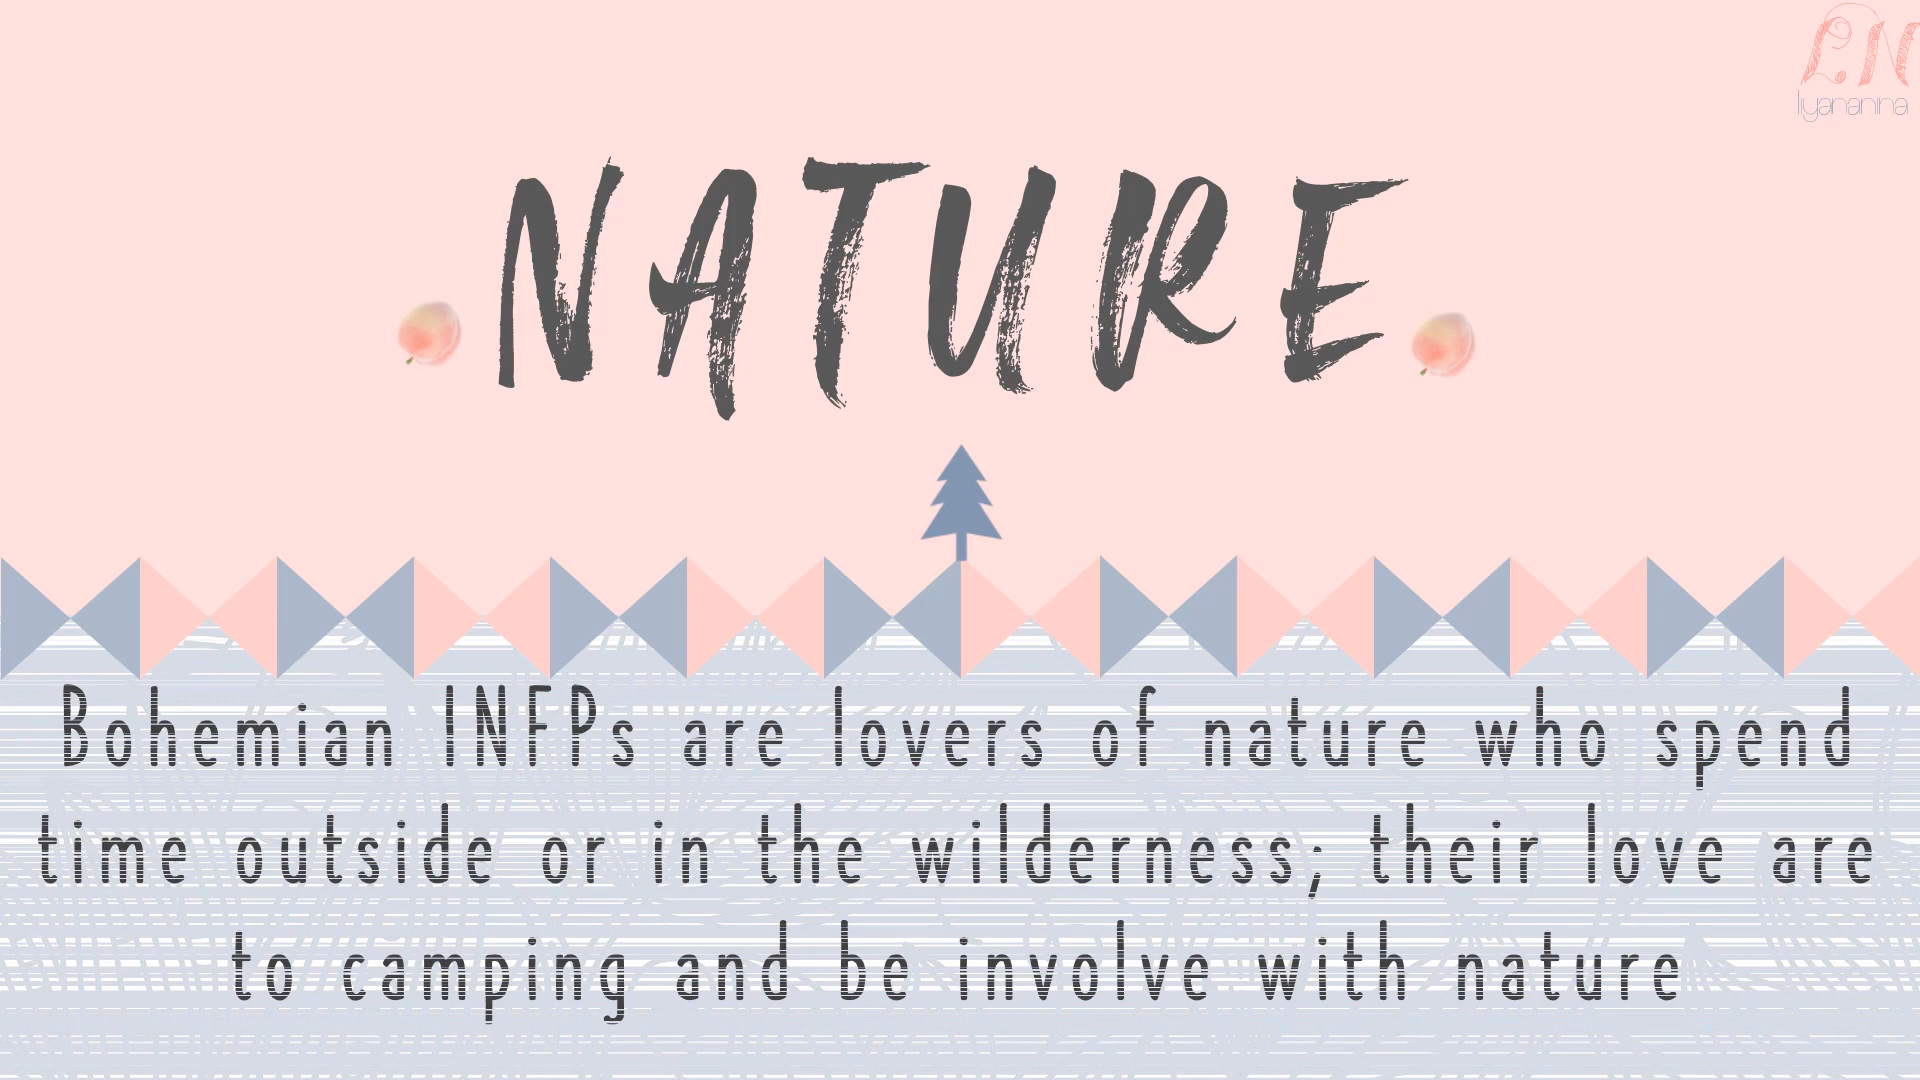 L.N
liyananna
NATURE
Bohemian INFPs are lovers of nature who spend
time outside or in the wilderness; their love are
to camping and be involve with nature